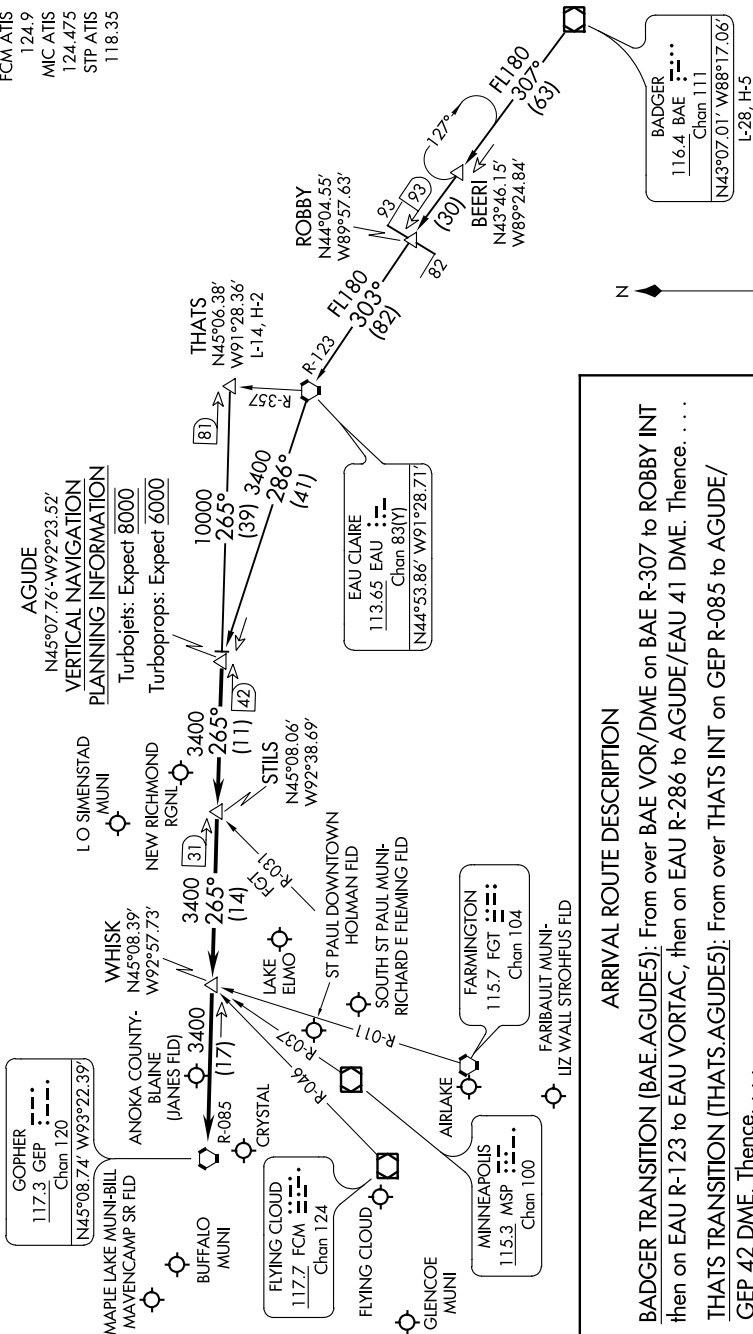 FCM ATIS
124.9
MIC ATIS
124.475
STP ATIS
118.35
AGUDE
N45°07.76'-W92°23.52'
VERTICAL NAVIGATION
PLANNING INFORMATION
Turbojets: Expect 8000
Turboprops: Expect 6000
THATS
N45°06.38'
W91°28.36'
L-14, H-2
ROBBY
N44°04.55'
W89°57.63'
L O SIMENSTAD
MUNI
NEW RICHMOND
RGNL
WHISK
N45°08.39'
W92°57.73'
GOPHER
117.3 GEP
Chan 120
N45°08.74' W93°22.39'
ANOKA COUNTY-
BLAINE
(JANES FLD)
MAPLE LAKE MUNI-BILL
MAVENCAMP SR FLD
BUFFALO
MUNI
CRYSTAL
R-085
3400
(17)
3400
265°
(14)
31
3400
265°
(11)
42
10000
265°
(39)
81
3400
286°
(41)
R-357
R-123
FL180
303°
(82)
82
93
93
(30)
127°
FL180
307°
(63)
STILS
N45°08.06'
W92°38.69'
FGT
R-031
LAKE
ELMO
ST PAUL DOWNTOWN
HOLMAN FLD
SOUTH ST PAUL MUNI-
RICHARD E FLEMING FLD
R-011
R-037
R-046
EAU CLAIRE
113.65 EAU
Chan 83(Y)
N44°53.86' W91°28.71'
BEERI
N43°46.15'
W89°24.84'
BADGER
116.4 BAE
Chan 111
N43°07.01' W88°17.06'
L-28, H-5
FLYING CLOUD
117.7 FCM
Chan 124
FLYING CLOUD
GLENCOE
MUNI
MINNEAPOLIS
115.3 MSP
Chan 100
FARMINGTON
115.7 FGT
Chan 104
AIRLAKE
FARIBAULT MUNI-
LIZ WALL STROHFUS FLD
N
ARRIVAL ROUTE DESCRIPTION
BADGER TRANSITION (BAE.AGUDE5): From over BAE VOR/DME on BAE R-307 to ROBBY INT
then on EAU R-123 to EAU VORTAC, then on EAU R-286 to AGUDE/EAU 41 DME. Thence. . . .
THATS TRANSITION (THATS.AGUDE5): From over THATS INT on GEP R-085 to AGUDE/
GEP 42 DME. Thence. . . .